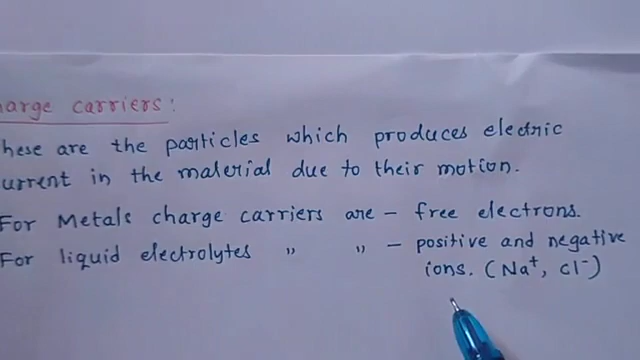 harge carriers:
hese are the particles which produces electric
urrent in the material due to their motion.
For Metals charge carriers are - free electrons.
For liquid electrolytes " " - positive and negative
ions. (Na⁺, Cl⁻)